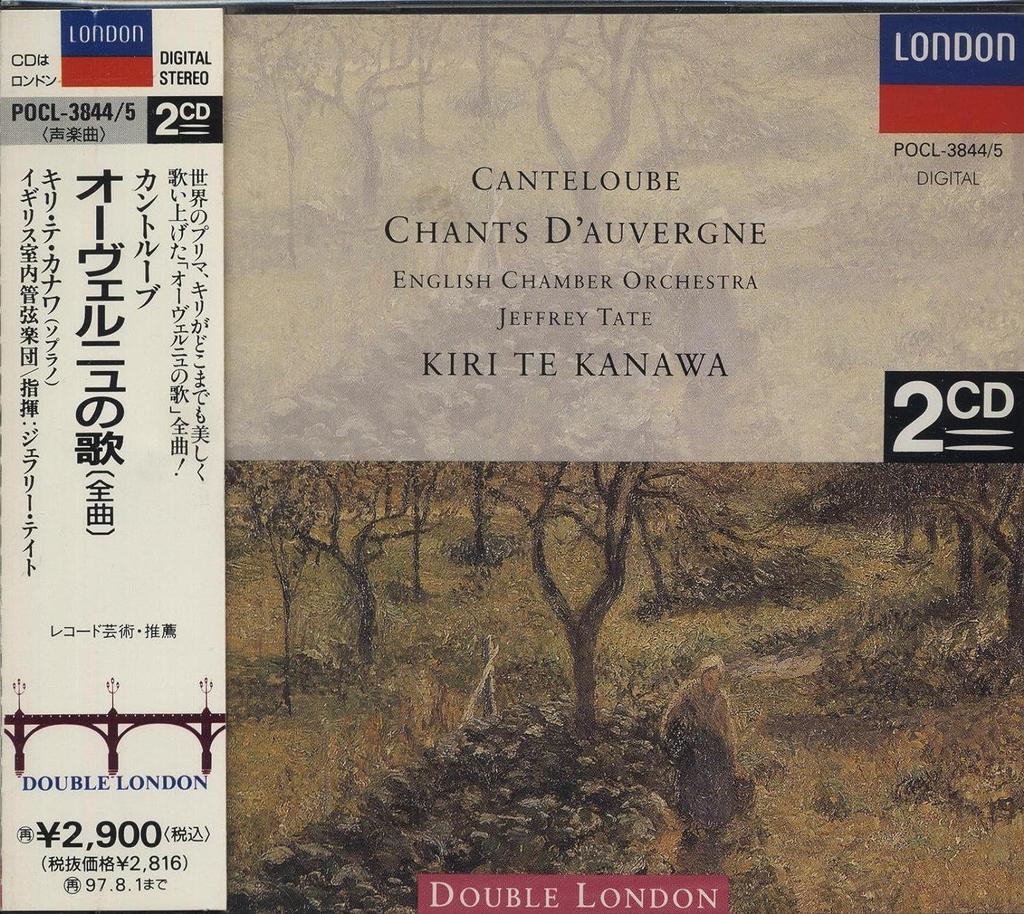 LONDON
CDは
ロンドン
DIGITAL
STEREO
POCL-3844/5
〈声楽曲〉
2CD
世界のプリマ、キリがどこまでも美しく
歌い上げた「オーヴェルニュの歌」全曲！
カントルーブ
オーヴェルニュの歌(全曲)
キリ・テ・カナワ(ソプラノ)
イギリス室内管弦楽団/指揮:ジェフリー・テイト
レコード芸術・推薦
DOUBLE LONDON
再¥2,900〈税込〉
(税抜価格¥2,816)
再97.8.1まで
CANTELOUBE
CHANTS D'AUVERGNE
ENGLISH CHAMBER ORCHESTRA
JEFFREY TATE
KIRI TE KANAWA
LONDON
POCL-3844/5
DIGITAL
2CD
DOUBLE LONDON